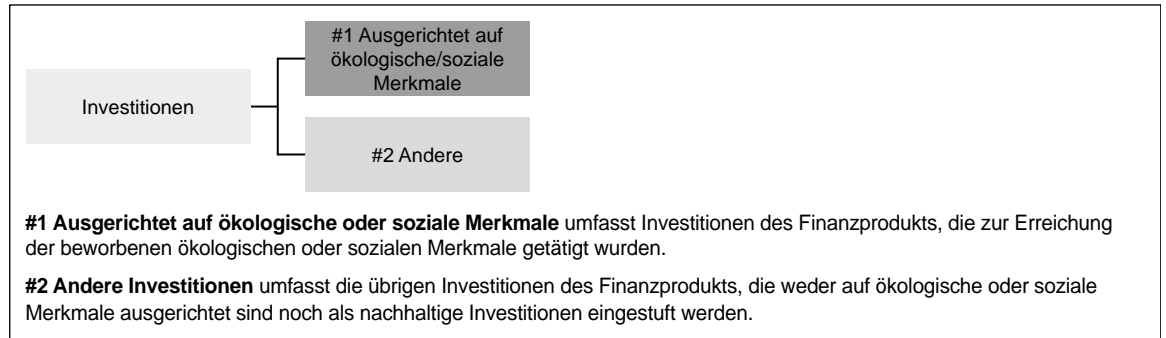 #1 Ausgerichtet auf
ökologische/soziale
Merkmale
Investitionen
#2 Andere
#1 Ausgerichtet auf ökologische oder soziale Merkmale umfasst Investitionen des Finanzprodukts, die zur Erreichung
der beworbenen ökologischen oder sozialen Merkmale getätigt wurden.
#2 Andere Investitionen umfasst die übrigen Investitionen des Finanzprodukts, die weder auf ökologische oder soziale
Merkmale ausgerichtet sind noch als nachhaltige Investitionen eingestuft werden.